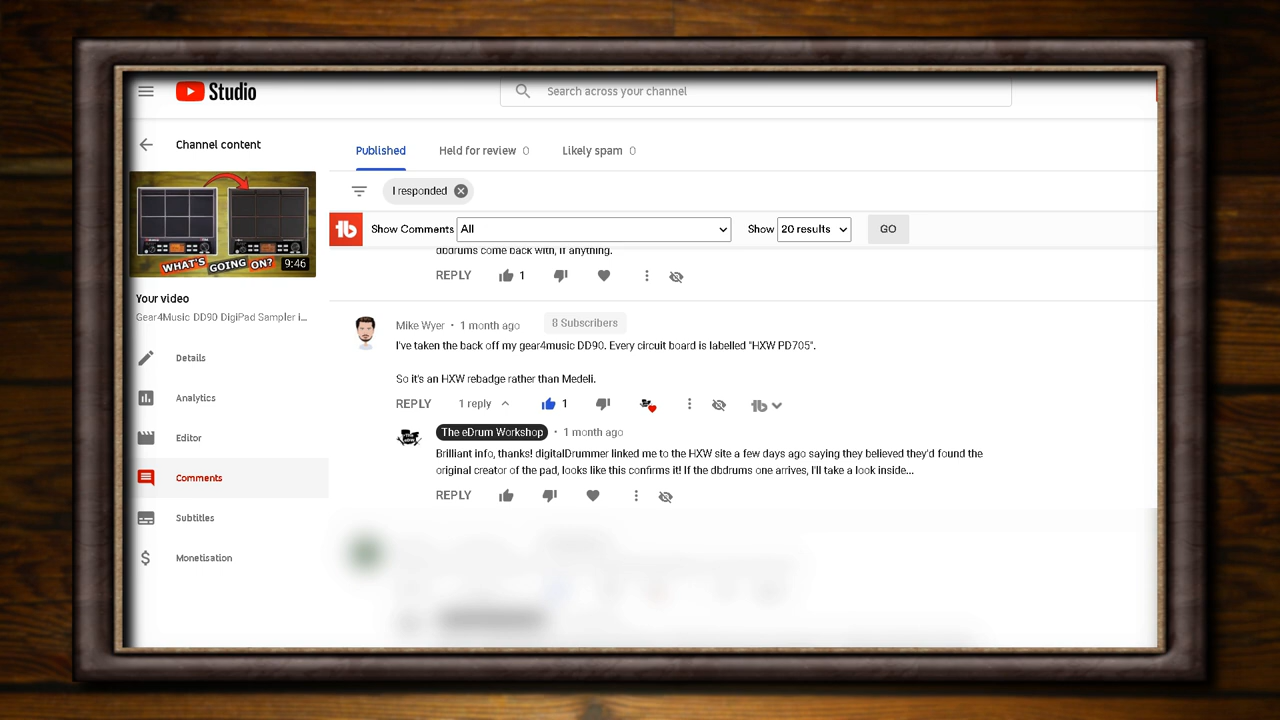 Studio
Search across your channel
Channel content
WHAT'S GOING ON?
9:46
Your video
Gear4Music DD90 DigiPad Sampler i...
Details
Analytics
Editor
Comments
Subtitles
Monetisation
Published
Held for review 0
Likely spam 0
I responded
Show Comments All
Show 20 results
GO
dbdrums come back with, if anything.
REPLY 1
Mike Wyer • 1 month ago 8 Subscribers
I've taken the back off my gear4music DD90. Every circuit board is labelled "HXW PD705".
So it's an HXW rebadge rather than Medeli.
REPLY 1 reply 1
The eDrum Workshop • 1 month ago
Brilliant info, thanks! digitalDrummer linked me to the HXW site a few days ago saying they believed they'd found the
original creator of the pad, looks like this confirms it! If the dbdrums one arrives, I'll take a look inside...
REPLY